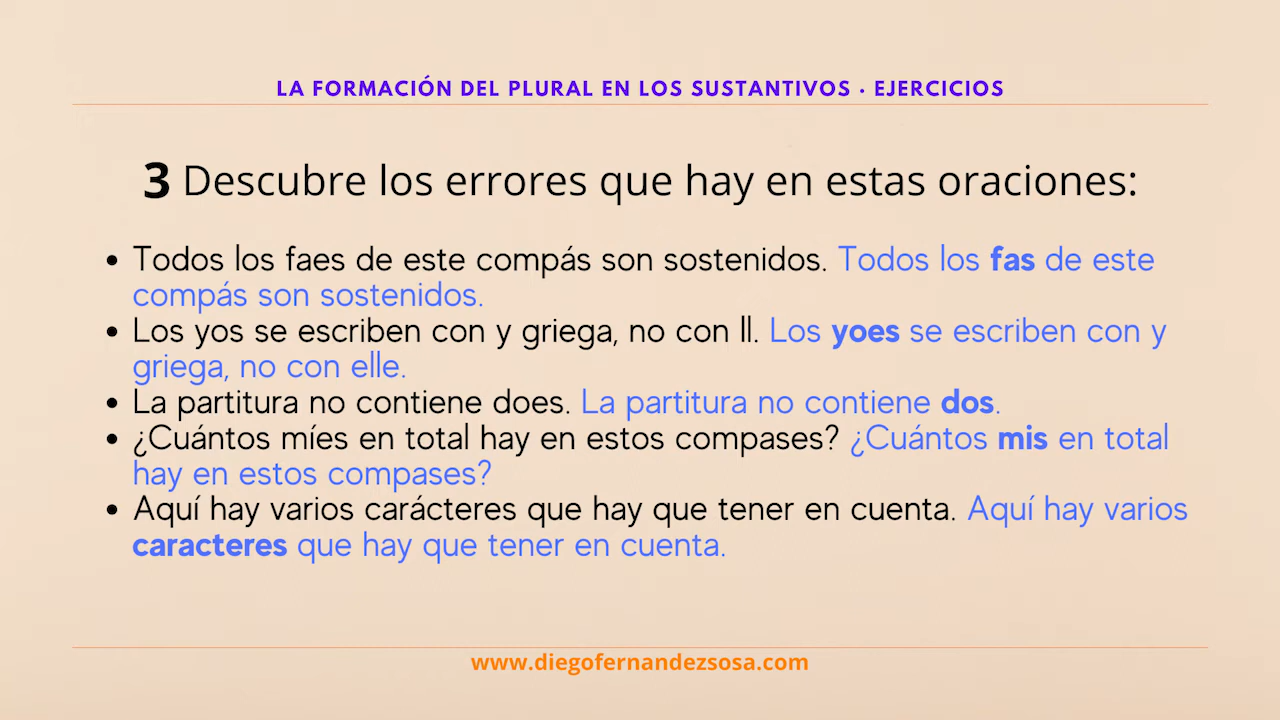 LA FORMACIÓN DEL PLURAL EN LOS SUSTANTIVOS · EJERCICIOS
3 Descubre los errores que hay en estas oraciones:
• Todos los faes de este compás son sostenidos. Todos los fas de este
compás son sostenidos.
• Los yos se escriben con y griega, no con ll. Los yoes se escriben con y
griega, no con elle.
• La partitura no contiene does. La partitura no contiene dos.
• ¿Cuántos míes en total hay en estos compases? ¿Cuántos mis en total
hay en estos compases?
• Aquí hay varios carácteres que hay que tener en cuenta. Aquí hay varios
caracteres que hay que tener en cuenta.
www.diegofernandezsosa.com